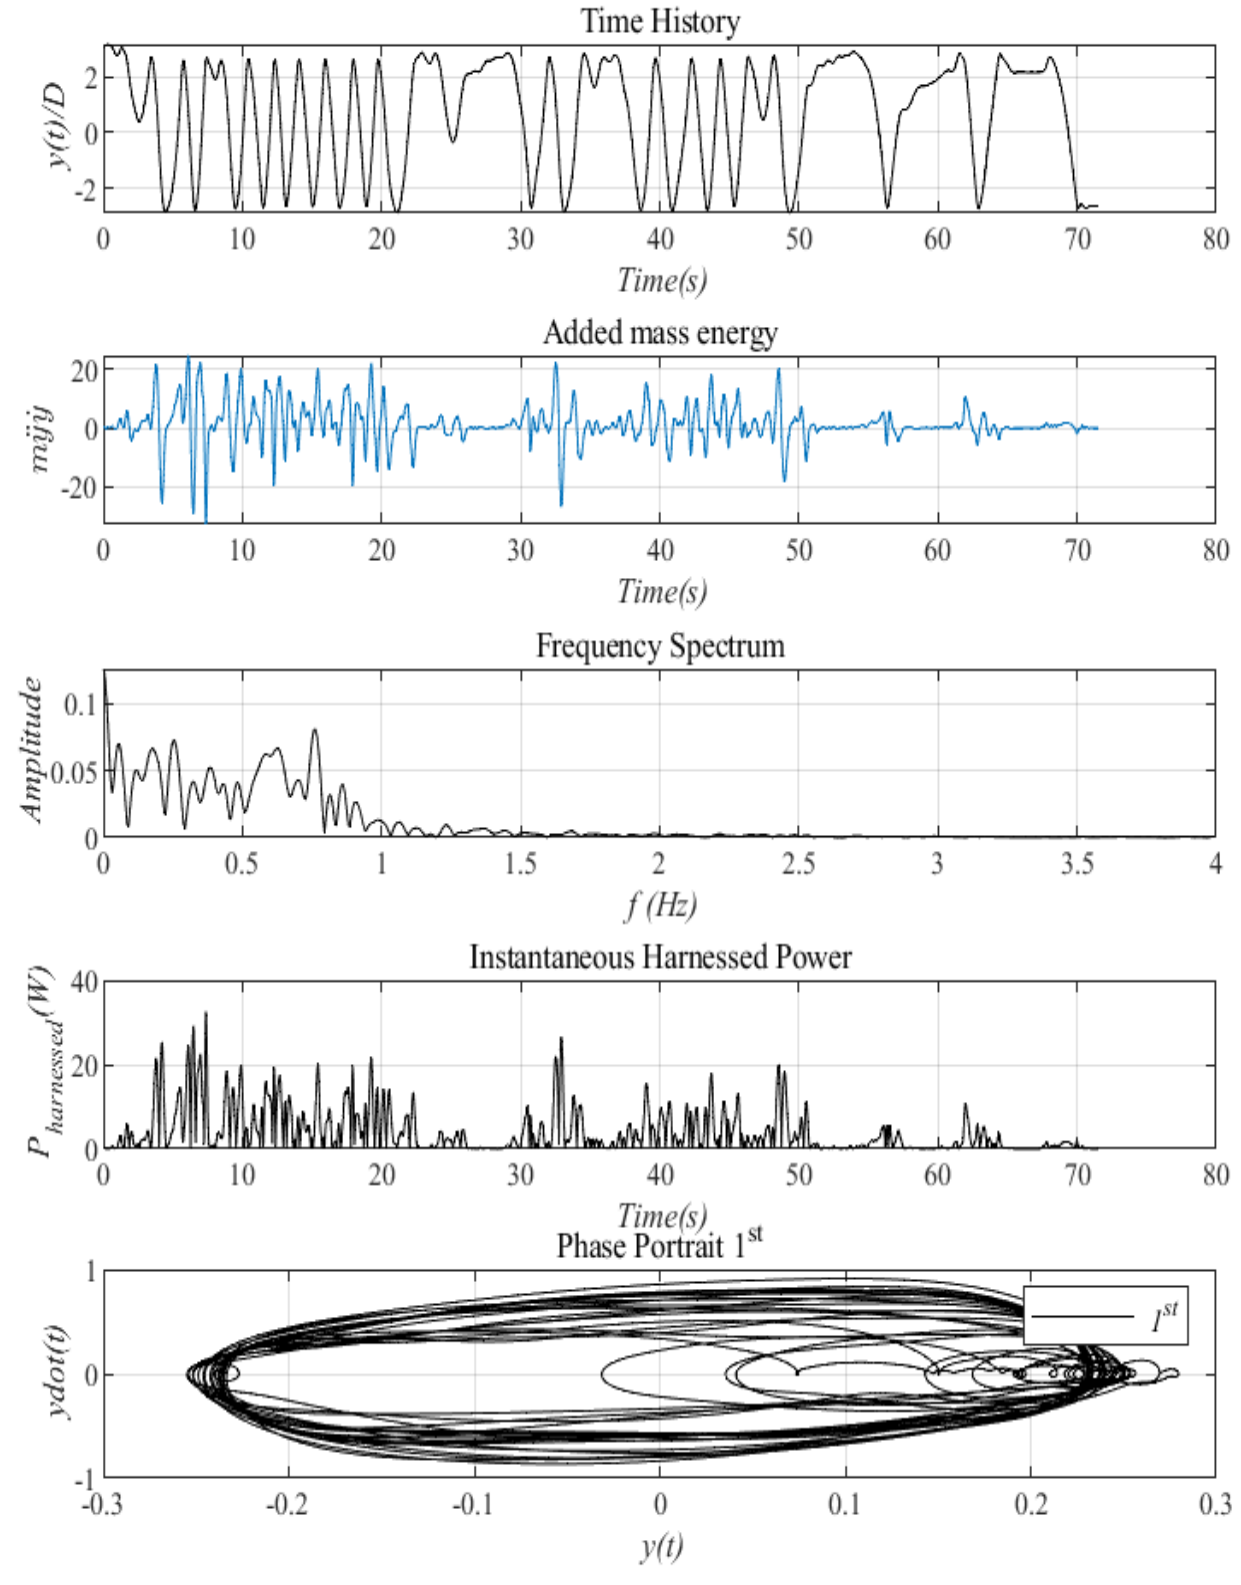 Time History
y(t)/D
2
0
-2
0 10 20 30 40 50 60 70 80
Time(s)
Added mass energy
mÿẏ
20
0
-20
0 10 20 30 40 50 60 70 80
Time(s)
Frequency Spectrum
Amplitude
0.1
0.05
0
0 0.5 1 1.5 2 2.5 3 3.5 4
f (Hz)
Instantaneous Harnessed Power
P harnessed (W)
40
20
0
0 10 20 30 40 50 60 70 80
Time(s)
Phase Portrait 1st
ydot(t)
1
0
-1
1st
-0.3 -0.2 -0.1 0 0.1 0.2 0.3
y(t)